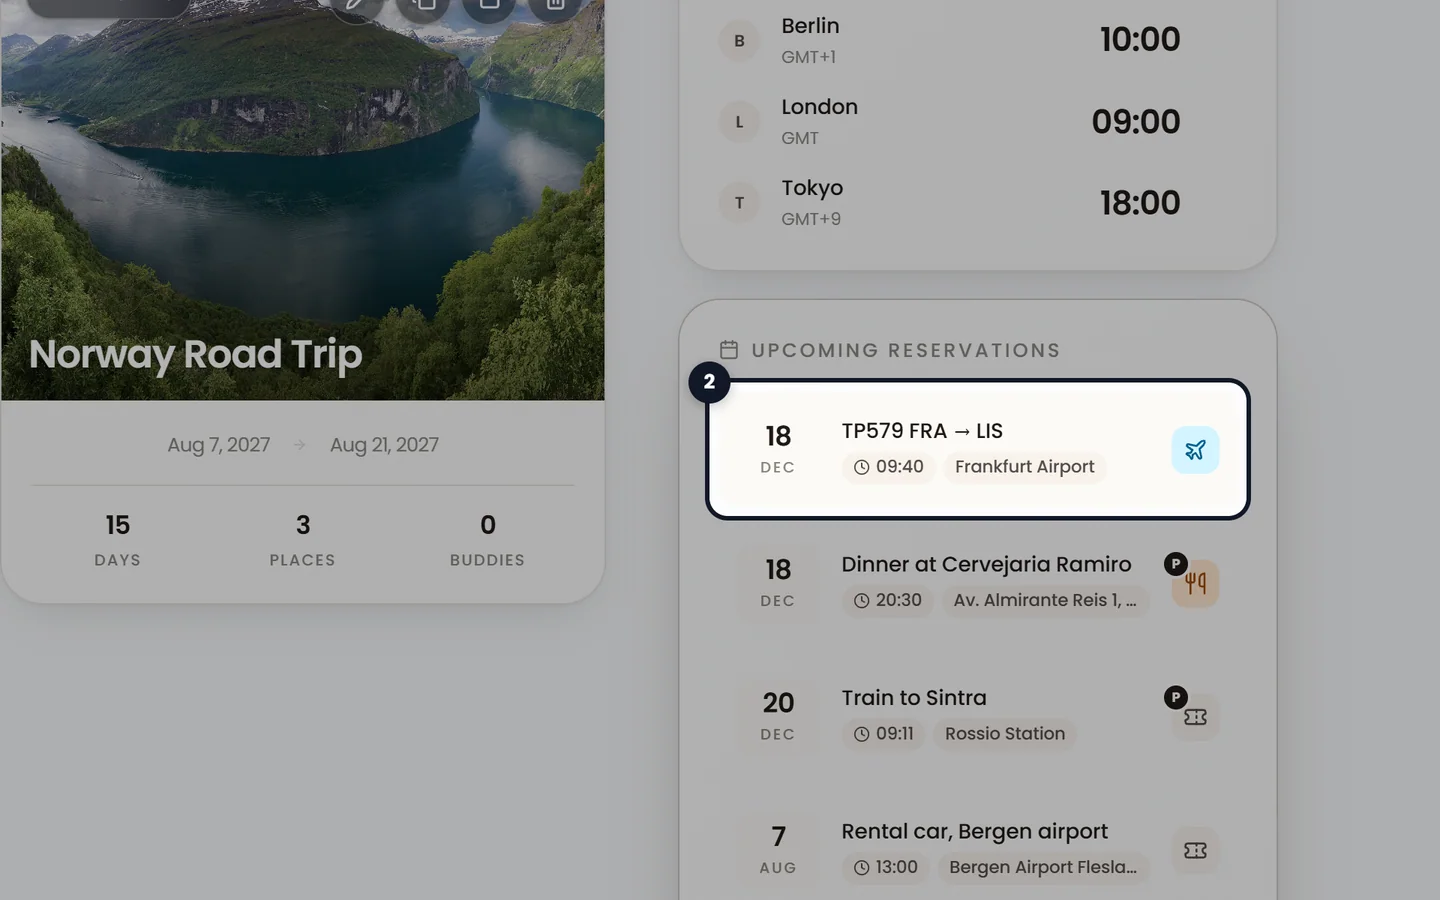 Norway Road Trip
Aug 7, 2027 → Aug 21, 2027
15
DAYS
3
PLACES
0
BUDDIES
B
Berlin
GMT+1
10:00
L
London
GMT
09:00
T
Tokyo
GMT+9
18:00
UPCOMING RESERVATIONS
2
18
DEC
TP579 FRA → LIS
09:40
Frankfurt Airport
18
DEC
Dinner at Cervejaria Ramiro
20:30
Av. Almirante Reis 1, ...
P
20
DEC
Train to Sintra
09:11
Rossio Station
P
7
AUG
Rental car, Bergen airport
13:00
Bergen Airport Flesla...